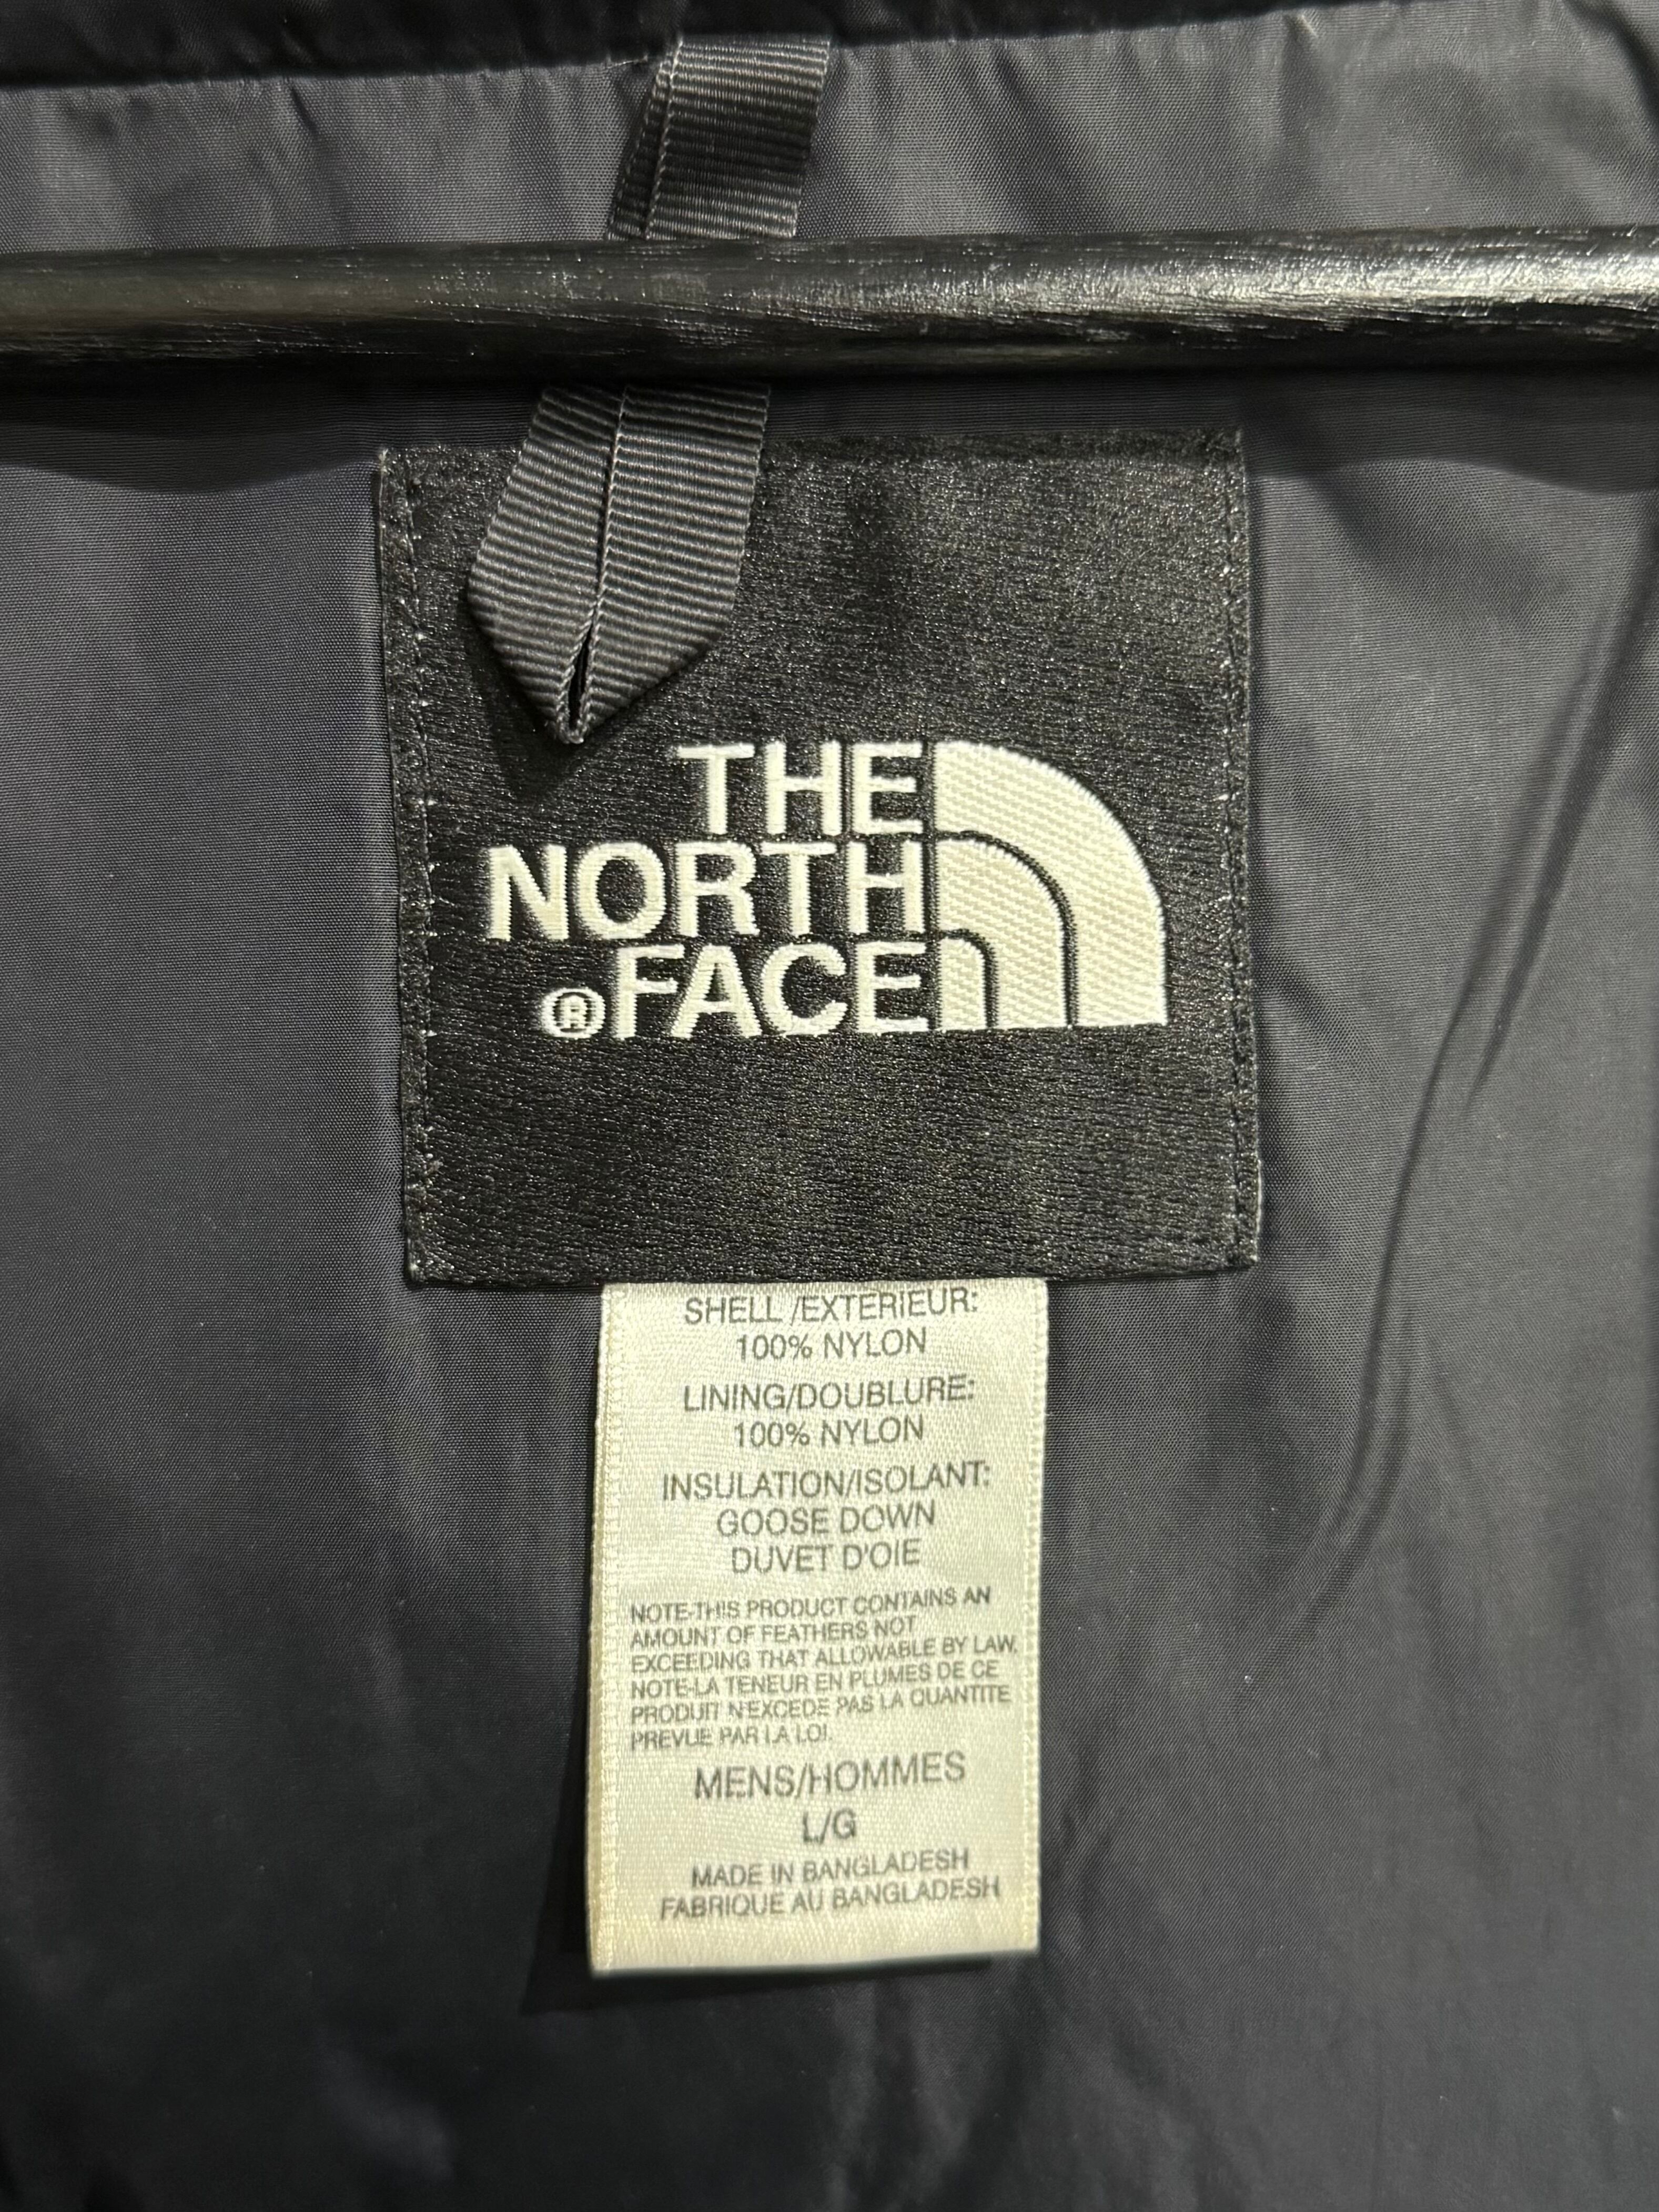 THE
NORTH
®FACE
SHELL /EXTERIEUR:
100% NYLON
LINING/DOUBLURE:
100% NYLON
INSULATION/ISOLANT:
GOOSE DOWN
DUVET D'OIE
NOTE-THIS PRODUCT CONTAINS AN
AMOUNT OF FEATHERS NOT
EXCEEDING THAT ALLOWABLE BY LAW.
NOTE-LA TENEUR EN PLUMES DE CE
PRODUIT N'EXCEDE PAS LA QUANTITE
PREVUE PAR LA LOI.
MENS/HOMMES
L/G
MADE IN BANGLADESH
FABRIQUE AU BANGLADESH